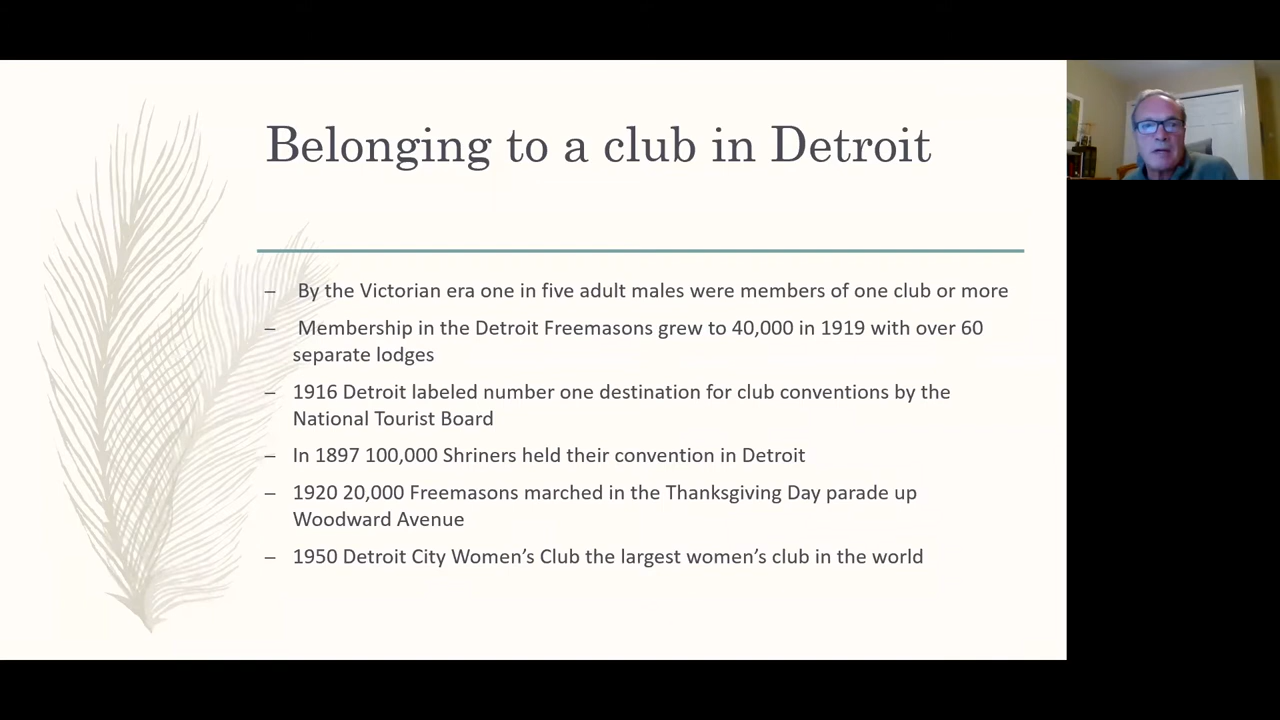 Belonging to a club in Detroit
– By the Victorian era one in five adult males were members of one club or more
– Membership in the Detroit Freemasons grew to 40,000 in 1919 with over 60
separate lodges
– 1916 Detroit labeled number one destination for club conventions by the
National Tourist Board
– In 1897 100,000 Shriners held their convention in Detroit
– 1920 20,000 Freemasons marched in the Thanksgiving Day parade up
Woodward Avenue
– 1950 Detroit City Women’s Club the largest women’s club in the world